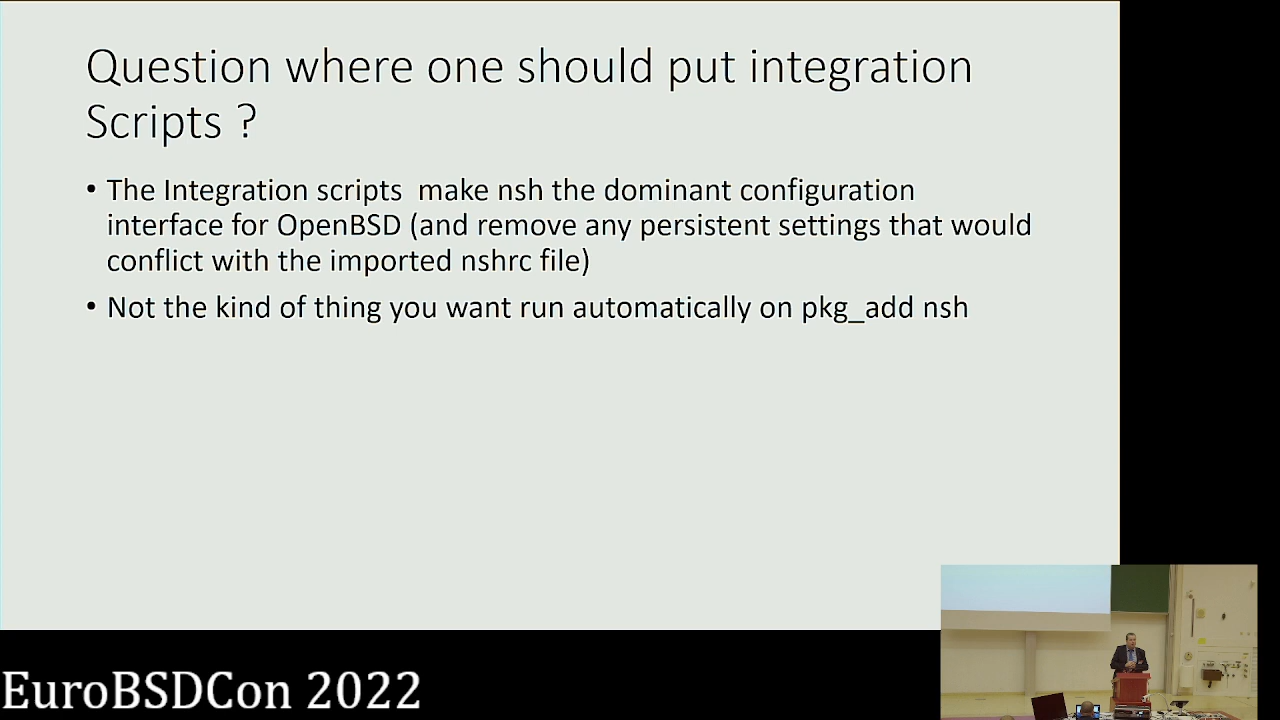 Question where one should put integration
Scripts ?
• The Integration scripts  make nsh the dominant configuration
interface for OpenBSD (and remove any persistent settings that would
conflict with the imported nshrc file)
• Not the kind of thing you want run automatically on pkg_add nsh
EuroBSDCon 2022